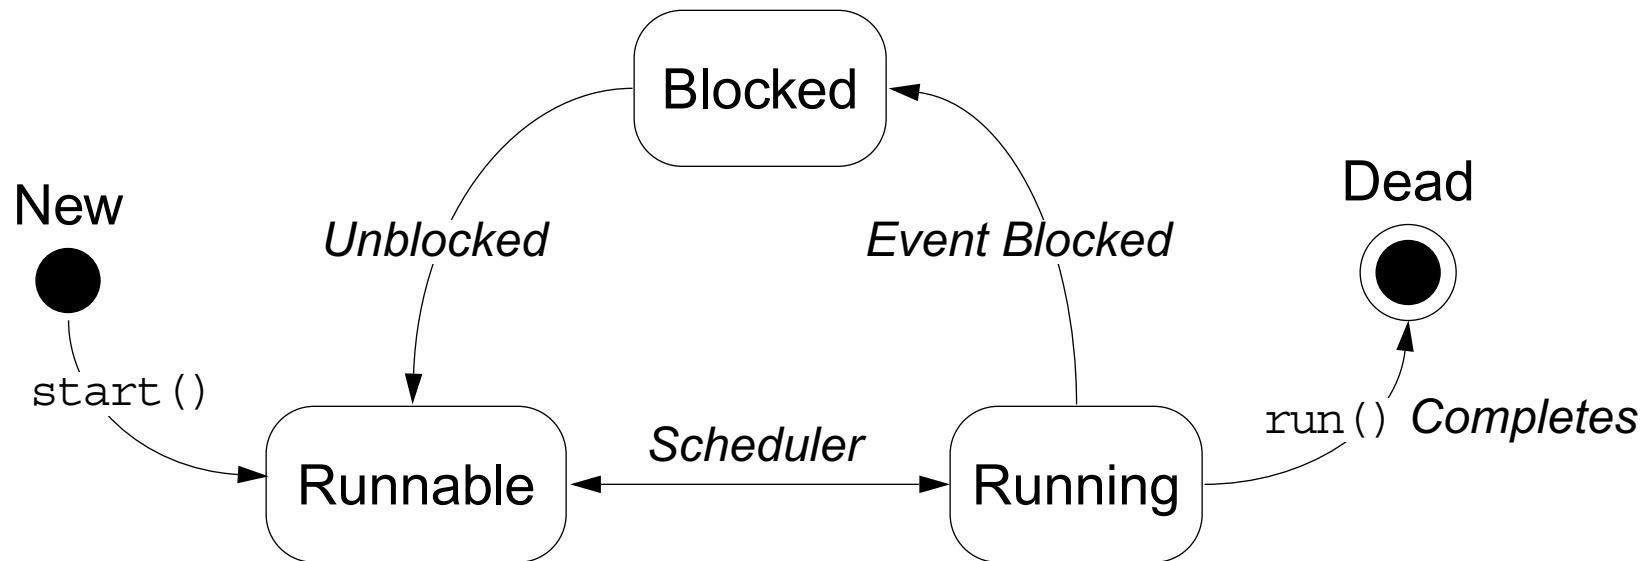 Blocked
New
Dead
Unblocked
Event Blocked
start()
run() Completes
Scheduler
Runnable
Running